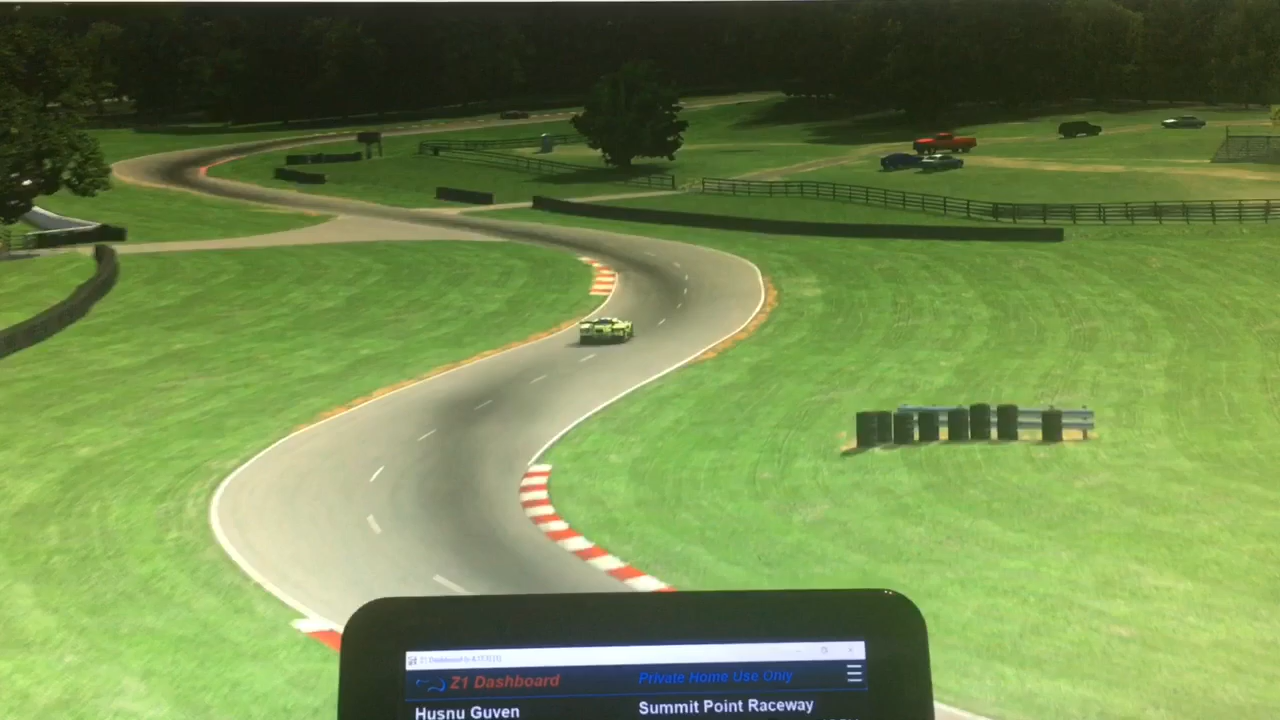 Z1 Dashboard
Private Home Use Only
Husnu Guven
Summit Point Raceway